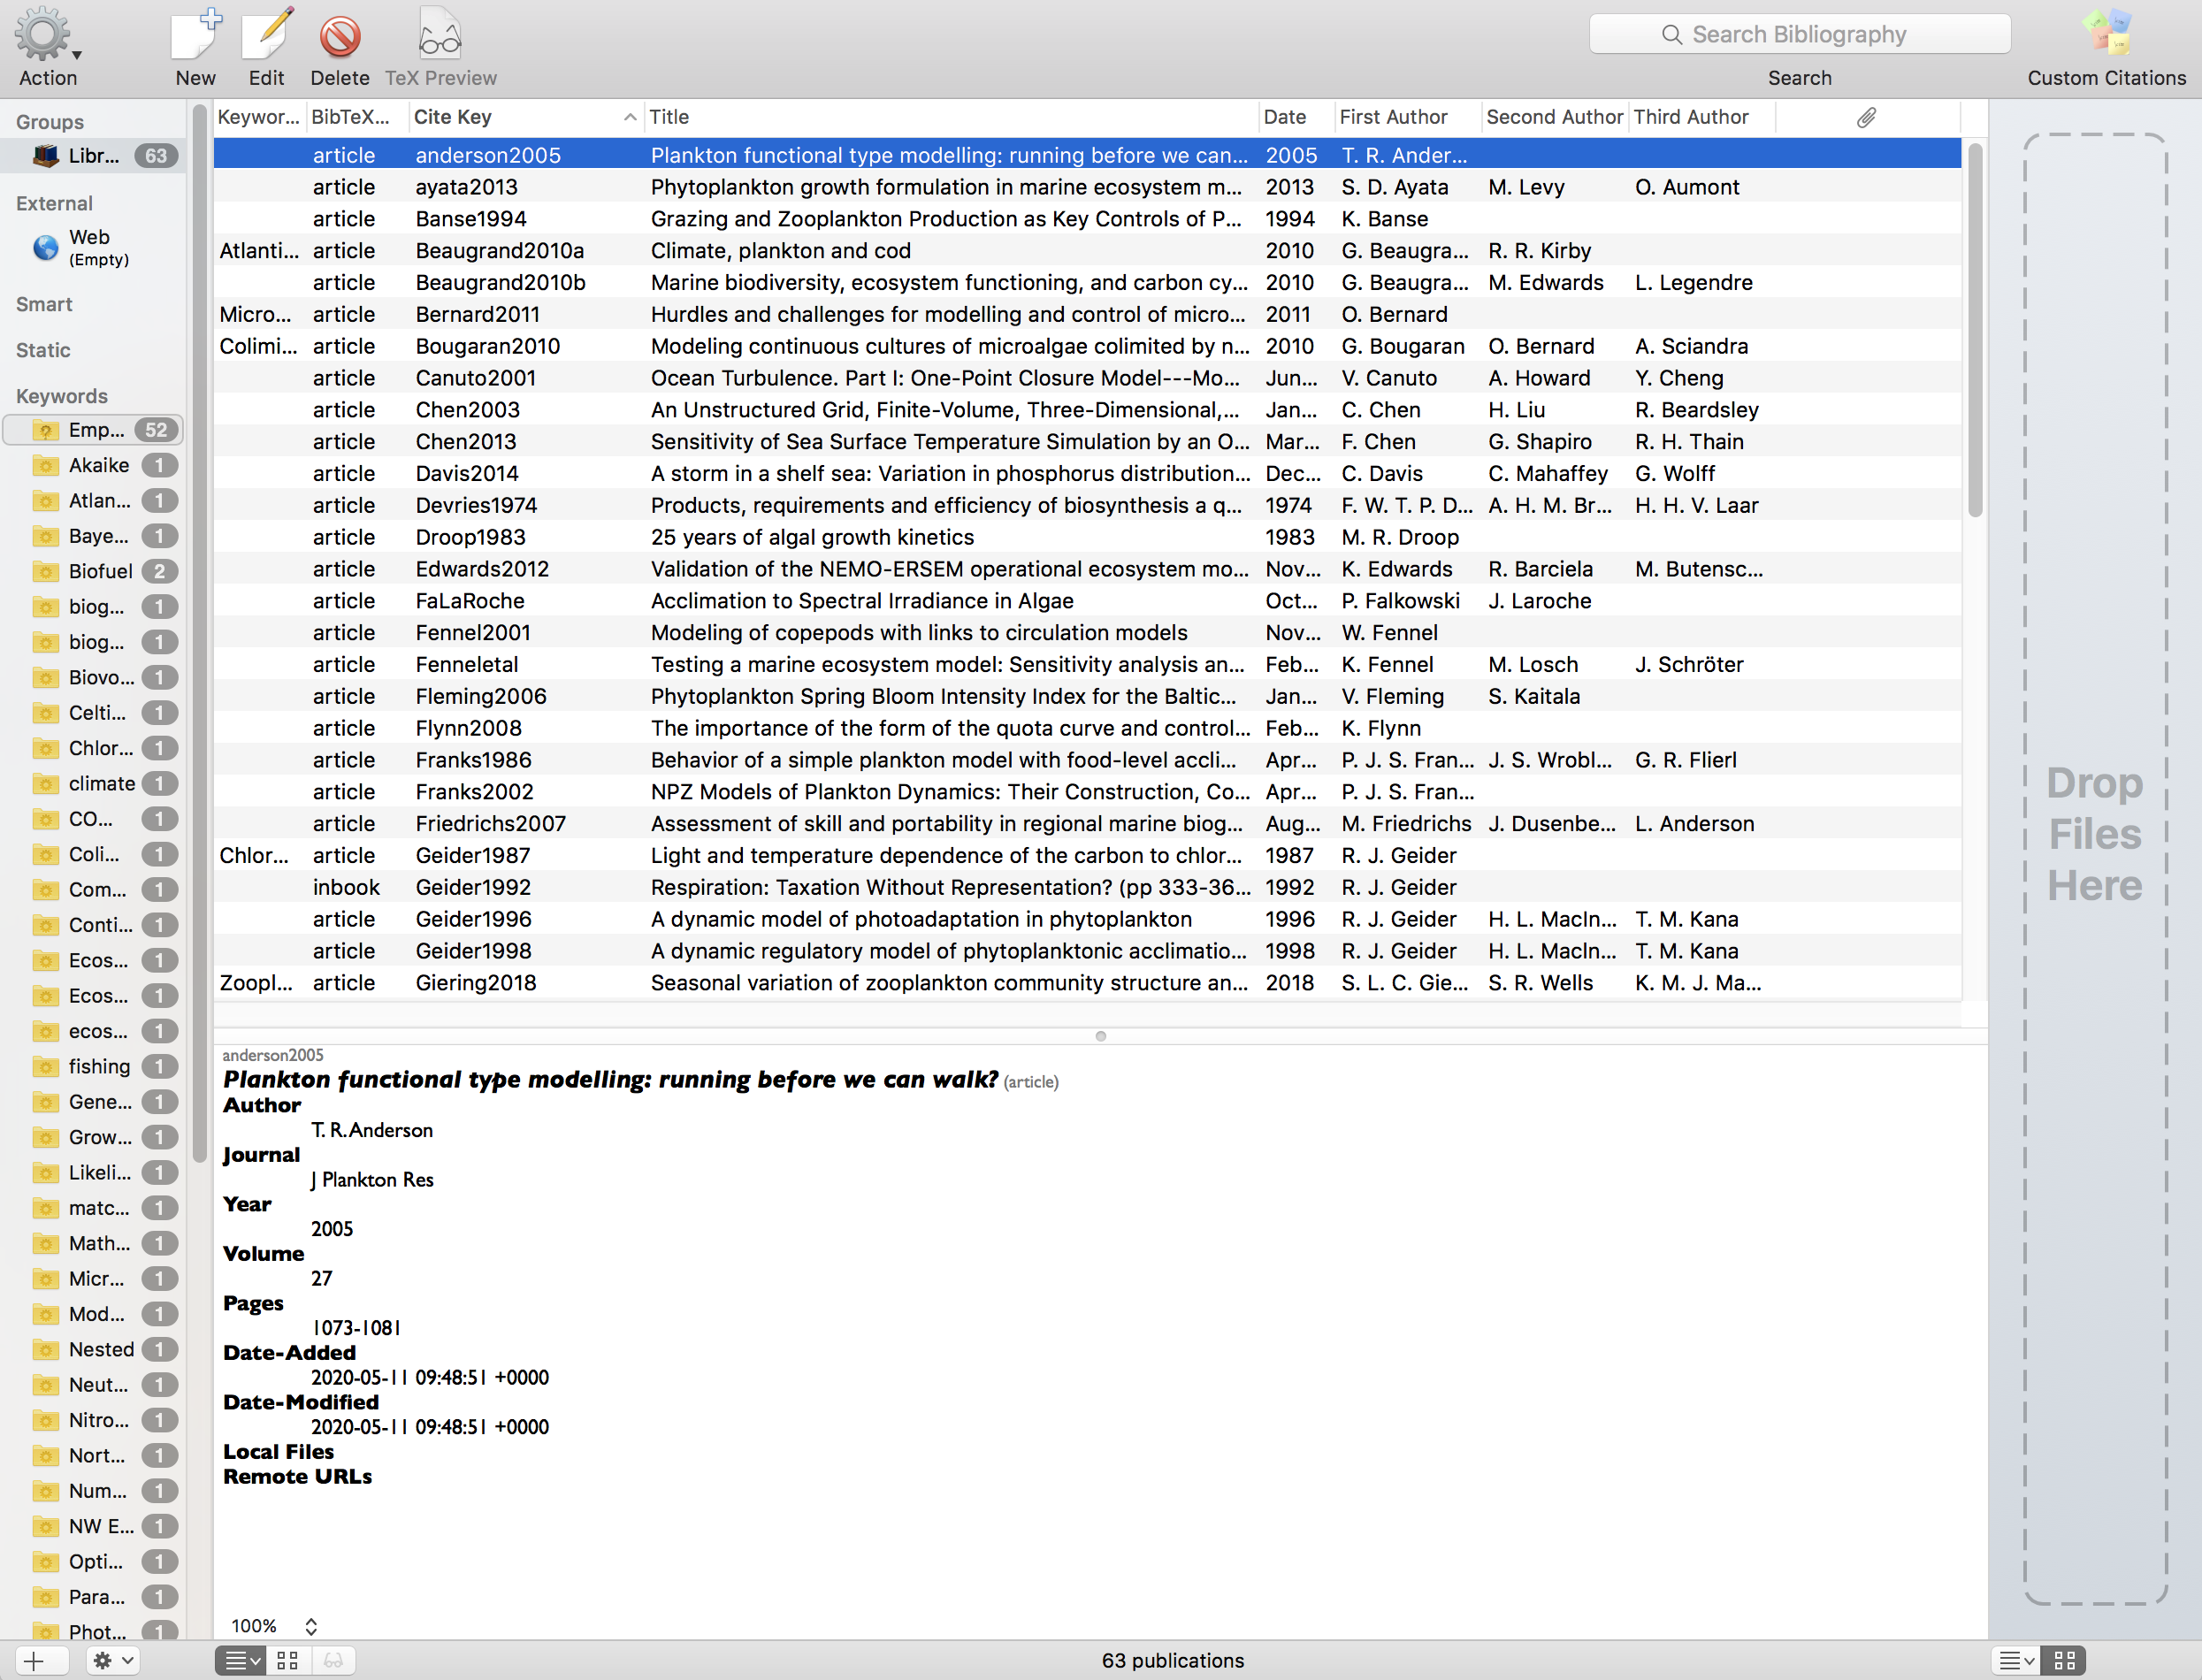 Action New Edit Delete TeX Preview Search Bibliography Search Custom Citations
Groups
Libr... 63
External
Web
(Empty)
Smart
Static
Keywords
Emp... 52
Akaike 1
Atlan... 1
Baye... 1
Biofuel 2
biog... 1
biog... 1
Biovo... 1
Celti... 1
Chlor... 1
climate 1
CO... 1
Coli... 1
Com... 1
Conti... 1
Ecos... 1
Ecos... 1
ecos... 1
fishing 1
Gene... 1
Grow... 1
Likeli... 1
matc... 1
Math... 1
Micr... 1
Mod... 1
Nested 1
Neut... 1
Nitro... 1
Nort... 1
Num... 1
NW E... 1
Opti... 1
Para... 1
Phot... 1
Keywor... BibTeX... Cite Key Title Date First Author Second Author Third Author
article anderson2005 Plankton functional type modelling: running before we can... 2005 T. R. Ander...
article ayata2013 Phytoplankton growth formulation in marine ecosystem m... 2013 S. D. Ayata M. Levy O. Aumont
article Banse1994 Grazing and Zooplankton Production as Key Controls of P... 1994 K. Banse
Atlanti... article Beaugrand2010a Climate, plankton and cod 2010 G. Beaugra... R. R. Kirby
article Beaugrand2010b Marine biodiversity, ecosystem functioning, and carbon cy... 2010 G. Beaugra... M. Edwards L. Legendre
Micro... article Bernard2011 Hurdles and challenges for modelling and control of micro... 2011 O. Bernard
Colimi... article Bougaran2010 Modeling continuous cultures of microalgae colimited by n... 2010 G. Bougaran O. Bernard A. Sciandra
article Canuto2001 Ocean Turbulence. Part I: One-Point Closure Model---Mo... Jun... V. Canuto A. Howard Y. Cheng
article Chen2003 An Unstructured Grid, Finite-Volume, Three-Dimensional,... Jan... C. Chen H. Liu R. Beardsley
article Chen2013 Sensitivity of Sea Surface Temperature Simulation by an O... Mar... F. Chen G. Shapiro R. H. Thain
article Davis2014 A storm in a shelf sea: Variation in phosphorus distribution... Dec... C. Davis C. Mahaffey G. Wolff
article Devries1974 Products, requirements and efficiency of biosynthesis a q... 1974 F. W. T. P. D... A. H. M. Br... H. H. V. Laar
article Droop1983 25 years of algal growth kinetics 1983 M. R. Droop
article Edwards2012 Validation of the NEMO-ERSEM operational ecosystem mo... Nov... K. Edwards R. Barciela M. Butensc...
article FaLaRoche Acclimation to Spectral Irradiance in Algae Oct... P. Falkowski J. Laroche
article Fennel2001 Modeling of copepods with links to circulation models Nov... W. Fennel
article Fenneletal Testing a marine ecosystem model: Sensitivity analysis an... Feb... K. Fennel M. Losch J. Schröter
article Fleming2006 Phytoplankton Spring Bloom Intensity Index for the Baltic... Jan... V. Fleming S. Kaitala
article Flynn2008 The importance of the form of the quota curve and control... Feb... K. Flynn
article Franks1986 Behavior of a simple plankton model with food-level accli... Apr... P. J. S. Fran... J. S. Wrobl... G. R. Flierl
article Franks2002 NPZ Models of Plankton Dynamics: Their Construction, Co... Apr... P. J. S. Fran...
article Friedrichs2007 Assessment of skill and portability in regional marine biog... Aug... M. Friedrichs J. Dusenbe... L. Anderson
Chlor... article Geider1987 Light and temperature dependence of the carbon to chlor... 1987 R. J. Geider
inbook Geider1992 Respiration: Taxation Without Representation? (pp 333-36... 1992 R. J. Geider
article Geider1996 A dynamic model of photoadaptation in phytoplankton 1996 R. J. Geider H. L. MacIn... T. M. Kana
article Geider1998 A dynamic regulatory model of phytoplanktonic acclimatio... 1998 R. J. Geider H. L. MacIn... T. M. Kana
Zoopl... article Giering2018 Seasonal variation of zooplankton community structure an... 2018 S. L. C. Gie... S. R. Wells K. M. J. Ma...
anderson2005
Plankton functional type modelling: running before we can walk? (article)
Author
T. R. Anderson
Journal
J Plankton Res
Year
2005
Volume
27
Pages
1073-1081
Date-Added
2020-05-11 09:48:51 +0000
Date-Modified
2020-05-11 09:48:51 +0000
Local Files
Remote URLs
100%
63 publications
Drop
Files
Here